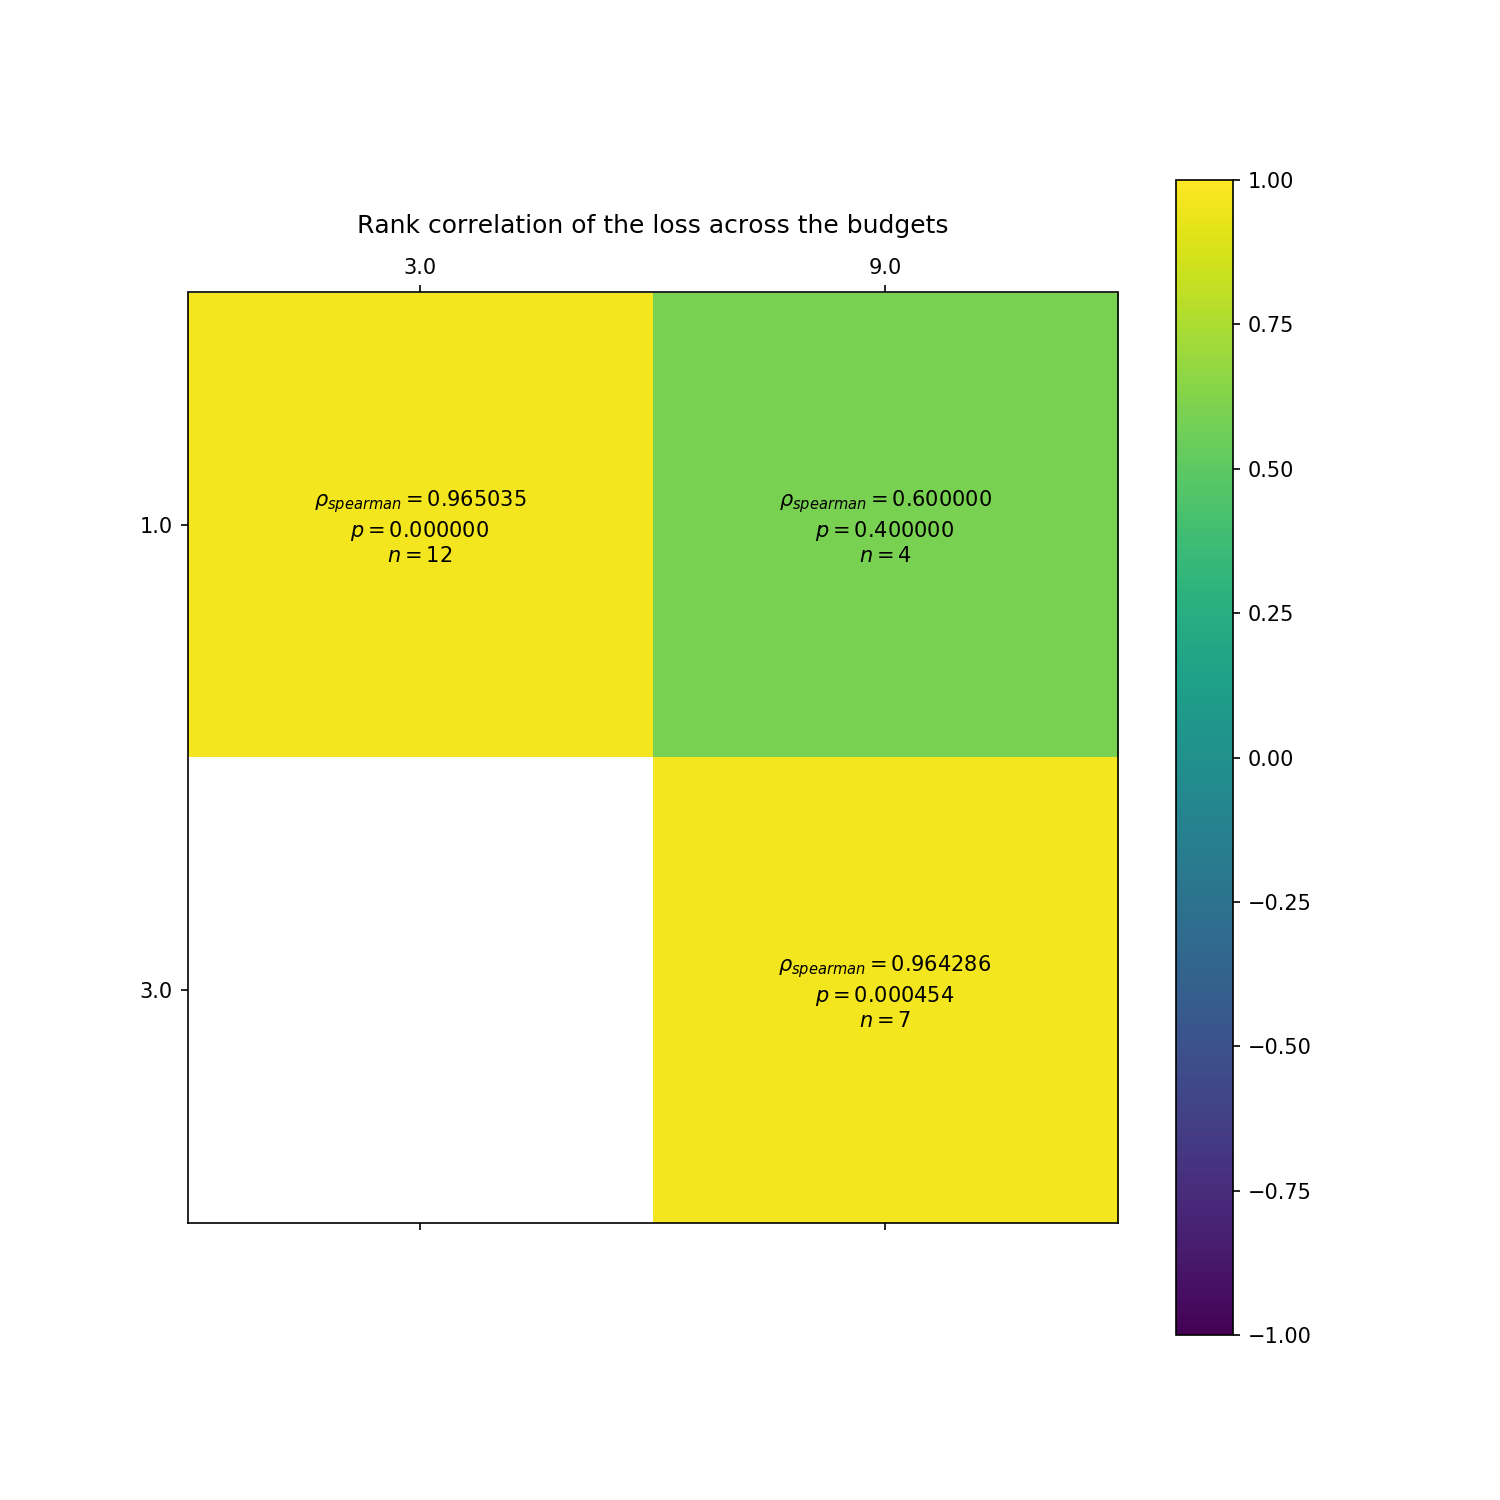 Rank correlation of the loss across the budgets
3.0 9.0
1.0
ρspearman = 0.965035
p = 0.000000
n = 12
ρspearman = 0.600000
p = 0.400000
n = 4
3.0
ρspearman = 0.964286
p = 0.000454
n = 7
1.00
0.75
0.50
0.25
0.00
−0.25
−0.50
−0.75
−1.00